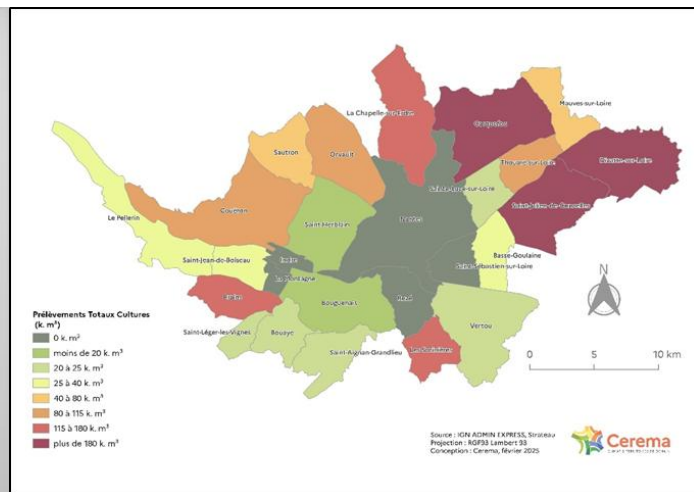 La Chapelle-sur-Erdre
Carquefou
Mauves-sur-Loire
Sautron
Orvault
Thouaré-sur-Loire
Divatte-sur-Loire
Sainte-Luce-sur-Loire
Saint-Julien-de-Concelles
Le Pellerin
Couëron
Saint-Herblain
Nantes
Saint-Jean-de-Boiseau
Indre
La Montagne
Basse-Goulaine
Saint-Sébastien-sur-Loire
N
Bouguenais
Rezé
Vertou
Saint-Léger-les-Vignes
Bouaye
Saint-Aignan-Grandlieu
Les Sorinières
0 5 10 km
Prélèvements Totaux Cultures
(k. m³)
0 k. m³
moins de 20 k. m³
20 à 25 k. m³
25 à 40 k. m³
40 à 80 k. m³
80 à 115 k. m³
115 à 180 k. m³
plus de 180 k. m³
Source : IGN ADMIN EXPRESS, Strateau
Projection : RGF93 Lambert 93
Conception : Cerema, février 2025
Cerema